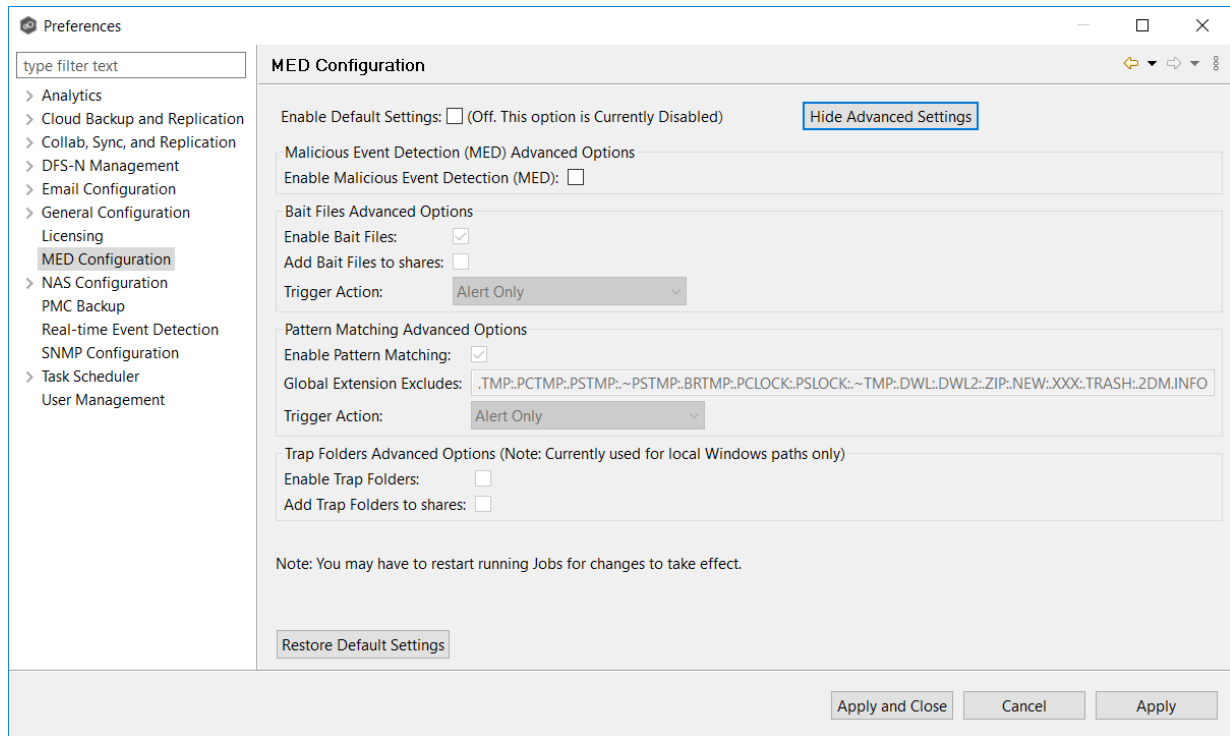 Preferences
type filter text
Analytics
Cloud Backup and Replication
Collab, Sync, and Replication
DFS-N Management
Email Configuration
General Configuration
Licensing
MED Configuration
NAS Configuration
PMC Backup
Real-time Event Detection
SNMP Configuration
Task Scheduler
User Management
MED Configuration
Enable Default Settings: (Off. This option is Currently Disabled) Hide Advanced Settings
Malicious Event Detection (MED) Advanced Options
Enable Malicious Event Detection (MED):
Bait Files Advanced Options
Enable Bait Files:
Add Bait Files to shares:
Trigger Action: Alert Only
Pattern Matching Advanced Options
Enable Pattern Matching:
Global Extension Excludes: .TMP:.PCTMP:.PSTMP:.~PSTMP:.BRTMP:.PCLOCK:.PSLOCK:.~TMP:.DWL:.DWL2:.ZIP:.NEW:.XXX:.TRASH:.2DM.INFO
Trigger Action: Alert Only
Trap Folders Advanced Options (Note: Currently used for local Windows paths only)
Enable Trap Folders:
Add Trap Folders to shares:
Note: You may have to restart running Jobs for changes to take effect.
Restore Default Settings
Apply and Close Cancel Apply